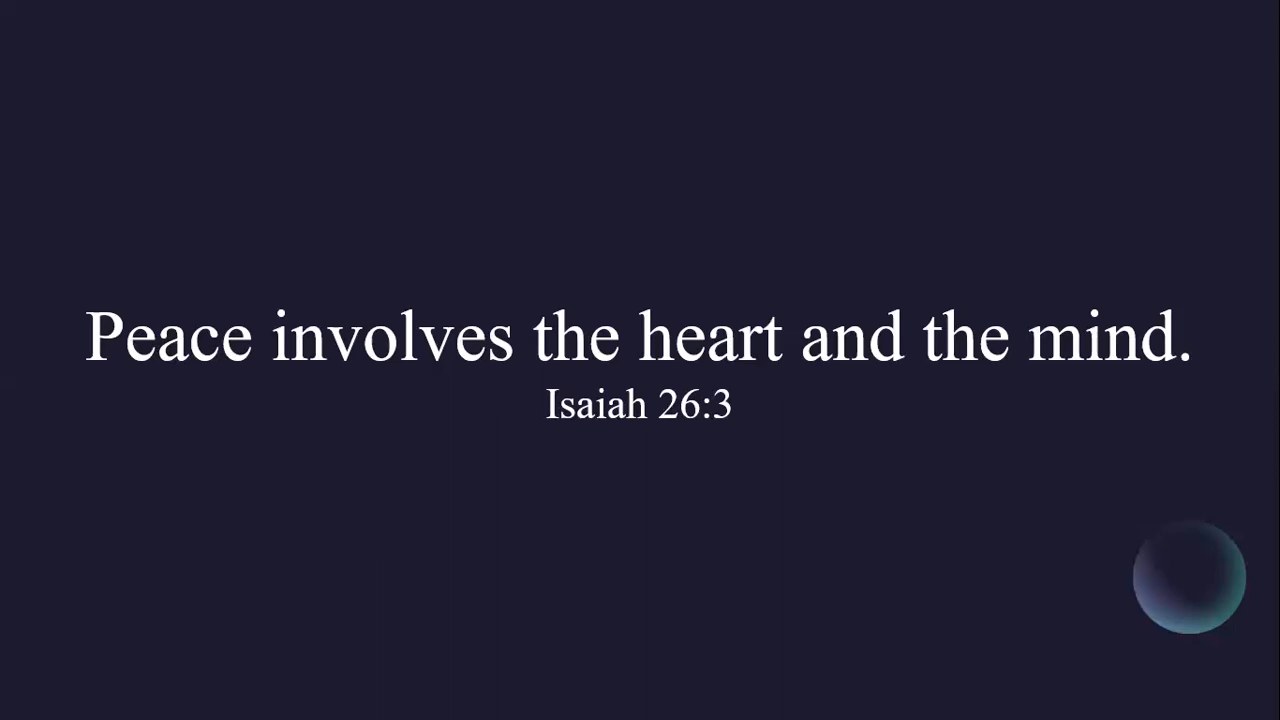 Peace involves the heart and the mind.
Isaiah 26:3